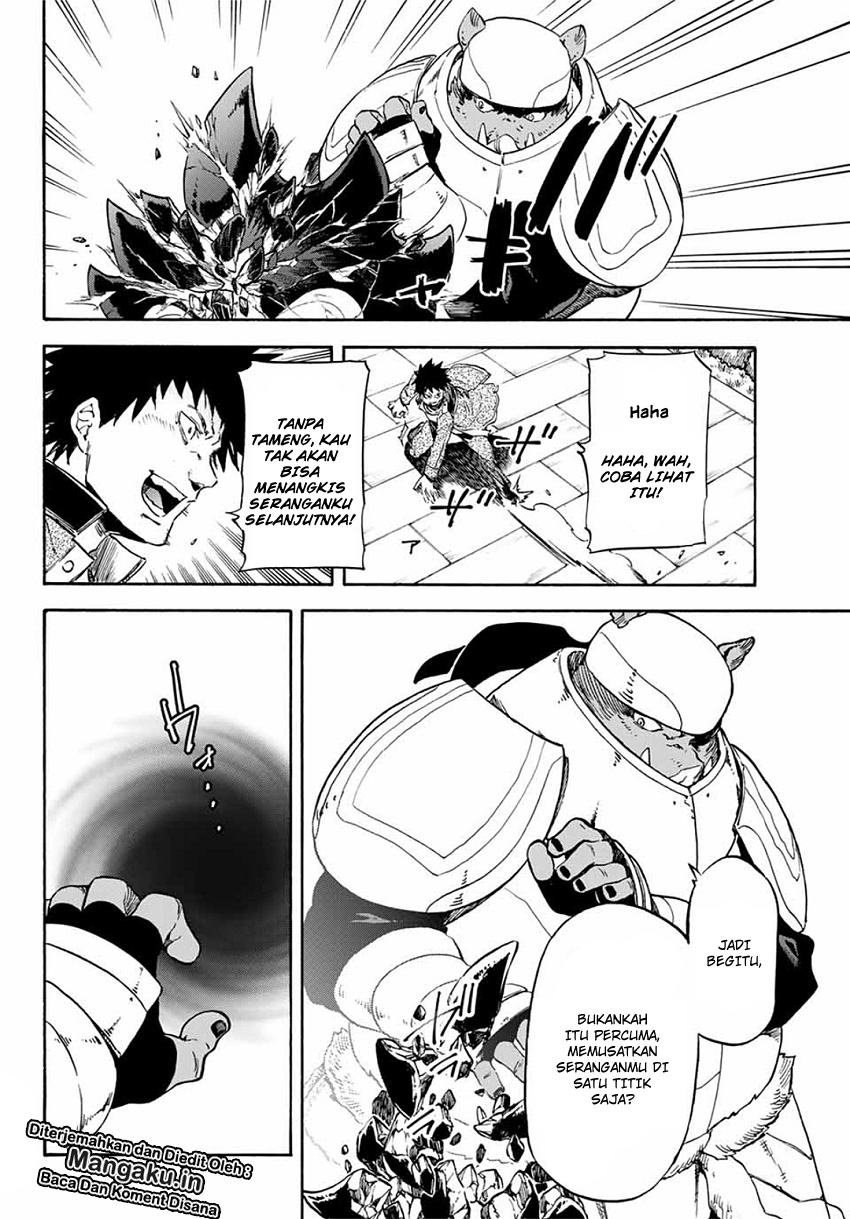 Haha
HAHA, WAH,
COBA LIHAT
ITU!
TANPA
TAMENG, KAU
TAK AKAN
BISA
MENANGKIS
SERANGANKU
SELANJUTNYA!
JADI
BEGITU,
BUKANKAH
ITU PERCUMA,
MEMUSATKAN
SERANGANMU DI
SATU TITIK
SAJA?
Diterjemahkan dan Diedit Oleh :
Mangaku.in
Baca Dan Koment Disana